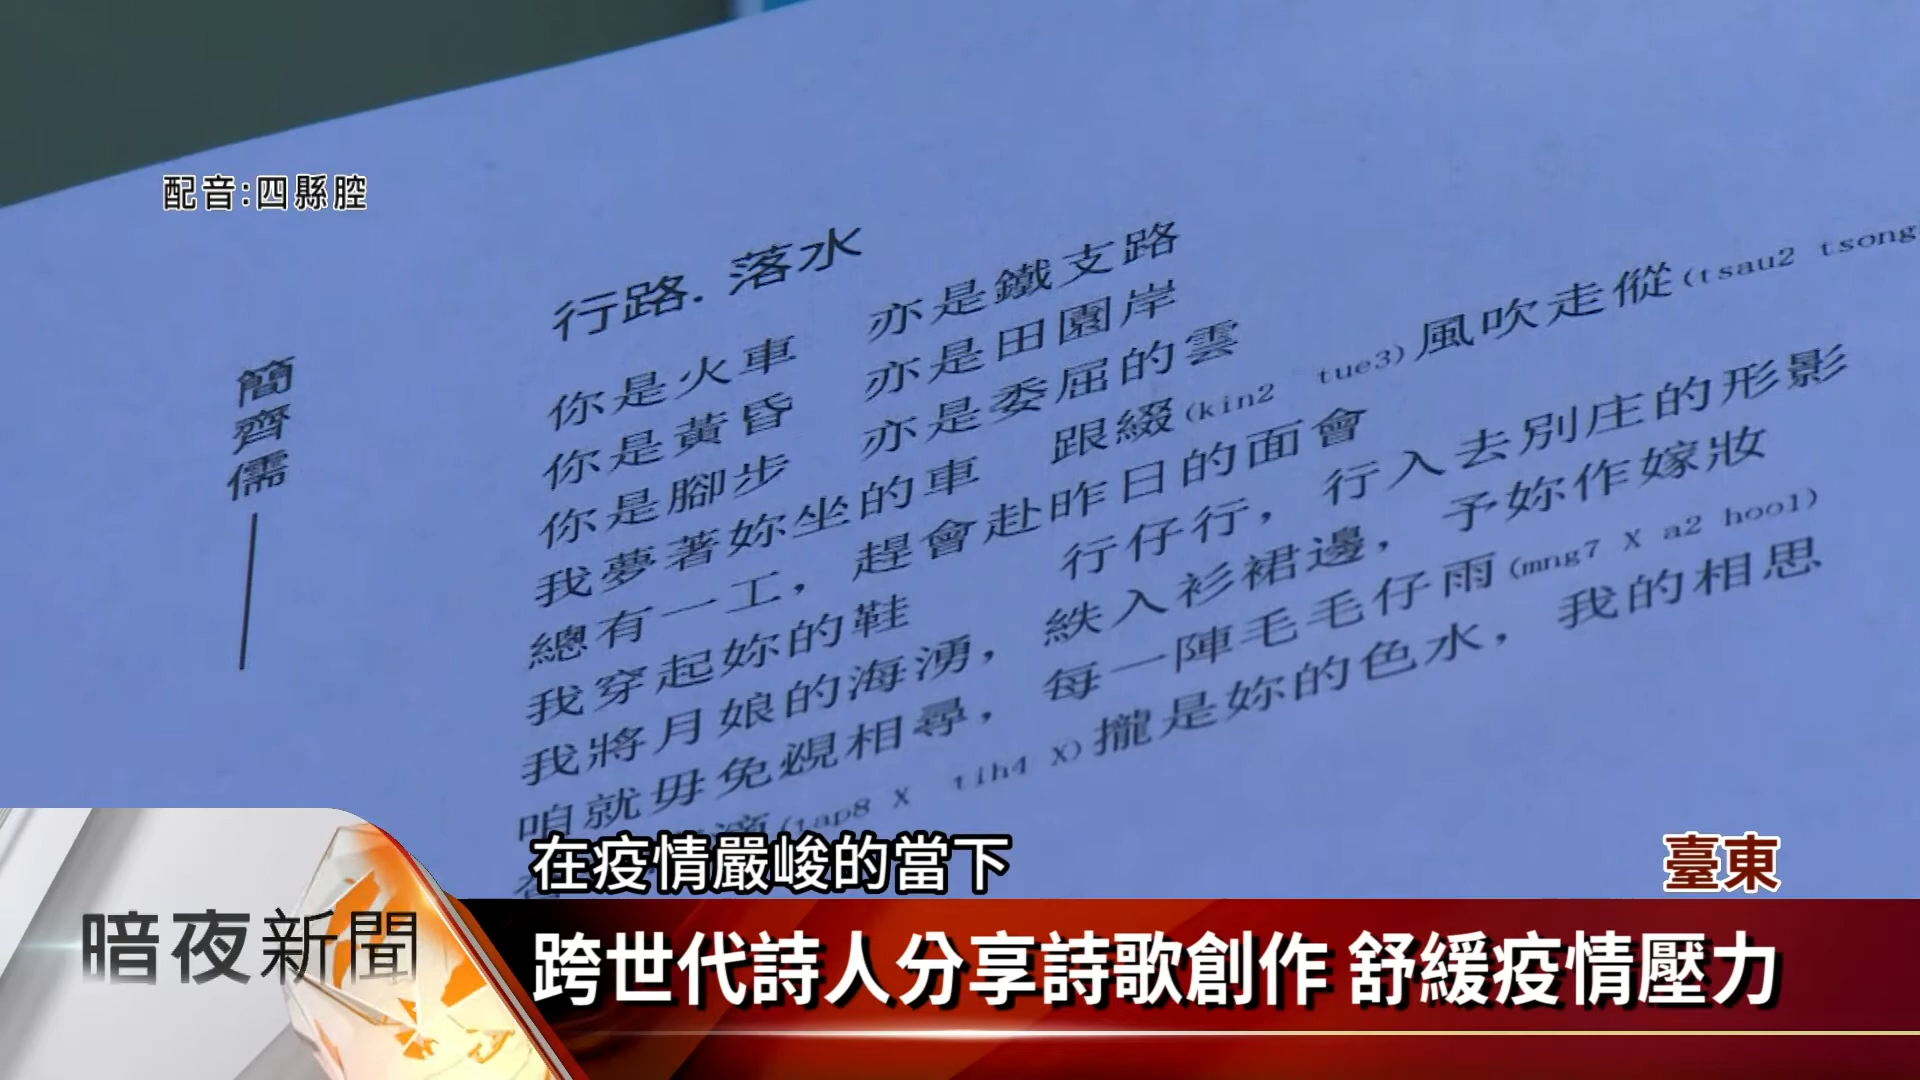 配音:四縣腔
行路. 落水
簡齊儒
你是火車 亦是鐵支路
你是黃昏 亦是田園岸
你是腳步 亦是委屈的雲
我夢著妳坐的車 跟綴(kin2 tue3)風吹走傱(tsau2 tsong
總有一工，趕會赴昨日的面會
我穿起妳的鞋 行仔行，行入去別庄的形影
我將月娘的海湧，紩入衫裙邊，予妳作嫁妝
咱就毋免覕相尋，每一陣毛毛仔雨(mng7 X a2 hoo1)
(tap8 X tih4 X)攏是妳的色水，我的相思
在疫情嚴峻的當下
臺東
暗夜新聞
跨世代詩人分享詩歌創作 舒緩疫情壓力